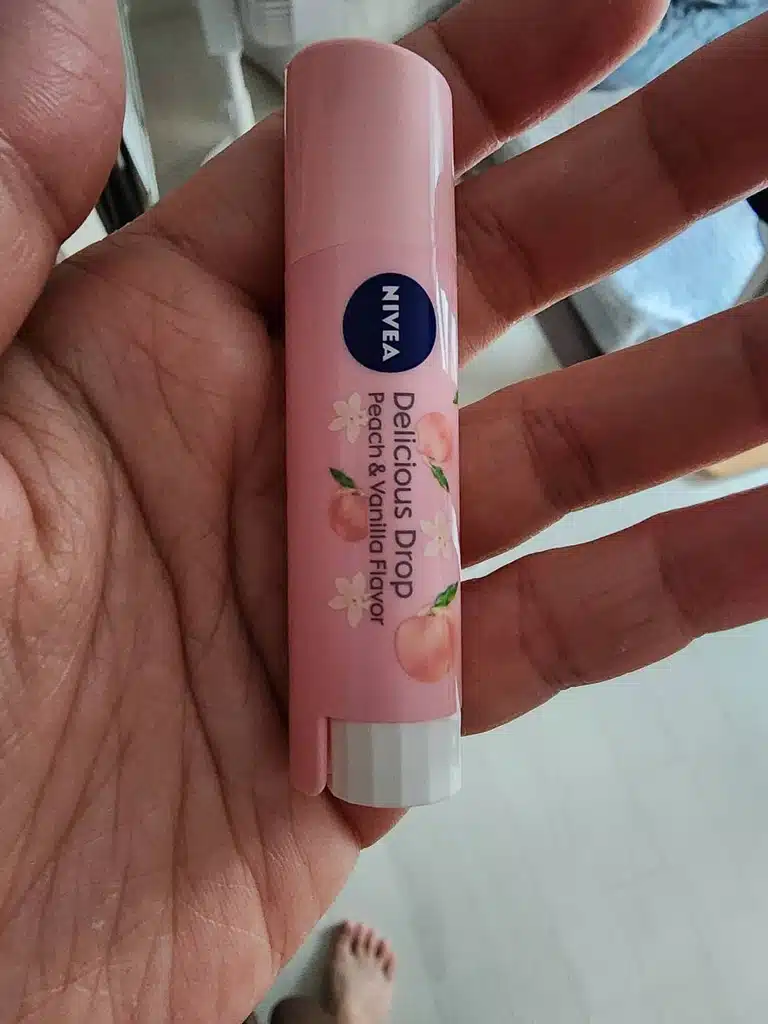 NIVEA
Delicious Drop
Peach & Vanilla Flavor